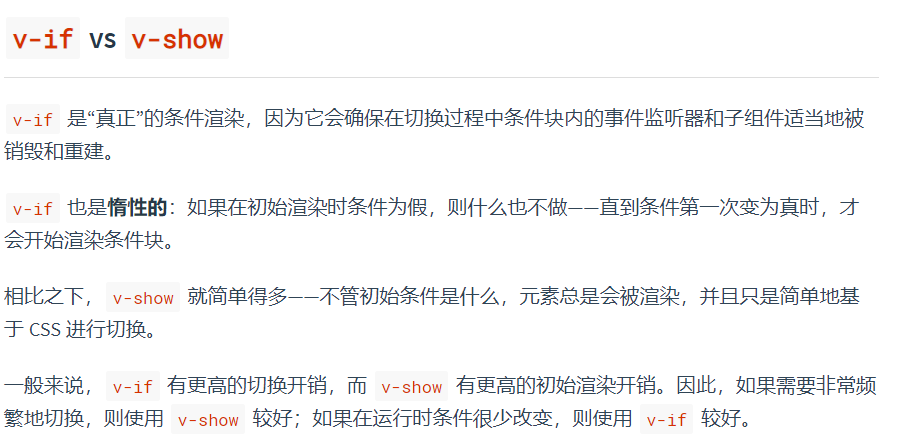 v-if vs v-show
v-if 是“真正”的条件渲染，因为它会确保在切换过程中条件块内的事件监听器和子组件适当地被
销毁和重建。
v-if 也是惰性的：如果在初始渲染时条件为假，则什么也不做——直到条件第一次变为真时，才
会开始渲染条件块。
相比之下，v-show 就简单得多——不管初始条件是什么，元素总是会被渲染，并且只是简单地基
于 CSS 进行切换。
一般来说，v-if 有更高的切换开销，而 v-show 有更高的初始渲染开销。因此，如果需要非常频
繁地切换，则使用 v-show 较好；如果在运行时条件很少改变，则使用 v-if 较好。